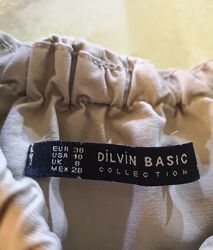 EUR 38
USA 10
UK 8
MEX 28
DİLVİN BASIC
COLLECTION